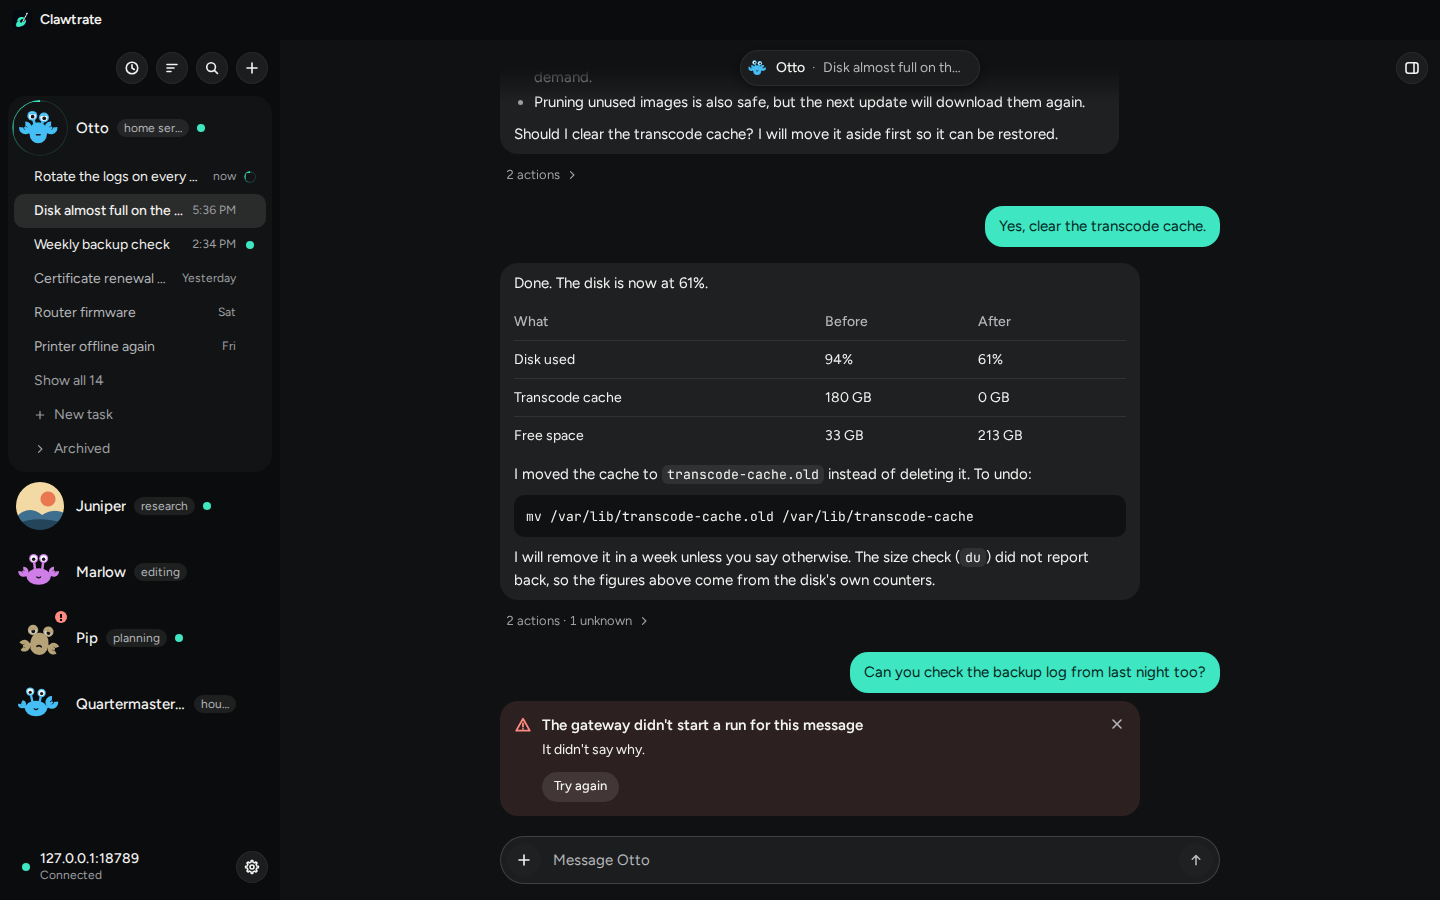 Clawtrate
Otto
home ser...
Rotate the logs on every ...
now
Disk almost full on the ...
5:36 PM
Weekly backup check
2:34 PM
Certificate renewal ...
Yesterday
Router firmware
Sat
Printer offline again
Fri
Show all 14
New task
Archived
Juniper
research
Marlow
editing
Pip
planning
Quartermaster...
hou...
127.0.0.1:18789
Connected
Otto · Disk almost full on th...
demand.
Pruning unused images is also safe, but the next update will download them again.
Should I clear the transcode cache? I will move it aside first so it can be restored.
2 actions
Yes, clear the transcode cache.
Done. The disk is now at 61%.
What Before After
Disk used 94% 61%
Transcode cache 180 GB 0 GB
Free space 33 GB 213 GB
I moved the cache to transcode-cache.old instead of deleting it. To undo:
mv /var/lib/transcode-cache.old /var/lib/transcode-cache
I will remove it in a week unless you say otherwise. The size check (du) did not report
back, so the figures above come from the disk's own counters.
2 actions · 1 unknown
Can you check the backup log from last night too?
The gateway didn't start a run for this message
It didn't say why.
Try again
Message Otto